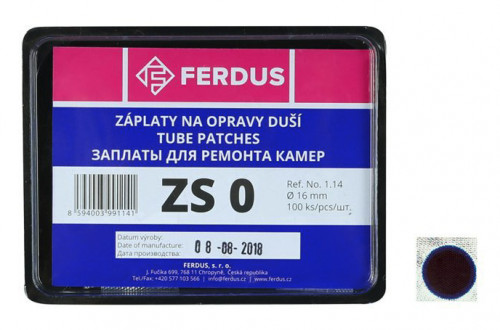 FERDUS
ZÁPLATY NA OPRAVY DUŠÍ
TUBE PATCHES
ЗАПЛАТЫ ДЛЯ РЕМОНТА КАМЕР
ZS 0
Ref. No. 1.14
Ø 16 mm
100 ks/pcs/шт.
8 594003 991141
Datum výroby:
Date of manufacture:
Дата производства:
08-08-2018
FERDUS, s. r. o.
J. Fučíka 699, 768 11 Chropyně. Česká republika
Tel.: +420 577 103 566 | info@ferdus.cz | www.ferdus.cz